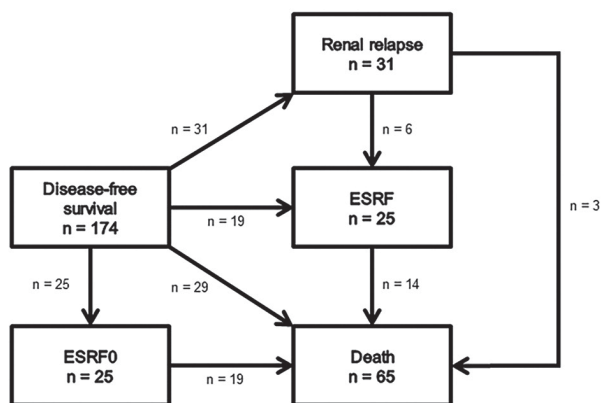 Renal relapse
n = 31
n = 31
n = 6
Disease-free
survival
n = 174
n = 19
ESRF
n = 25
n = 3
n = 25
n = 29
n = 14
ESRF0
n = 25
n = 19
Death
n = 65